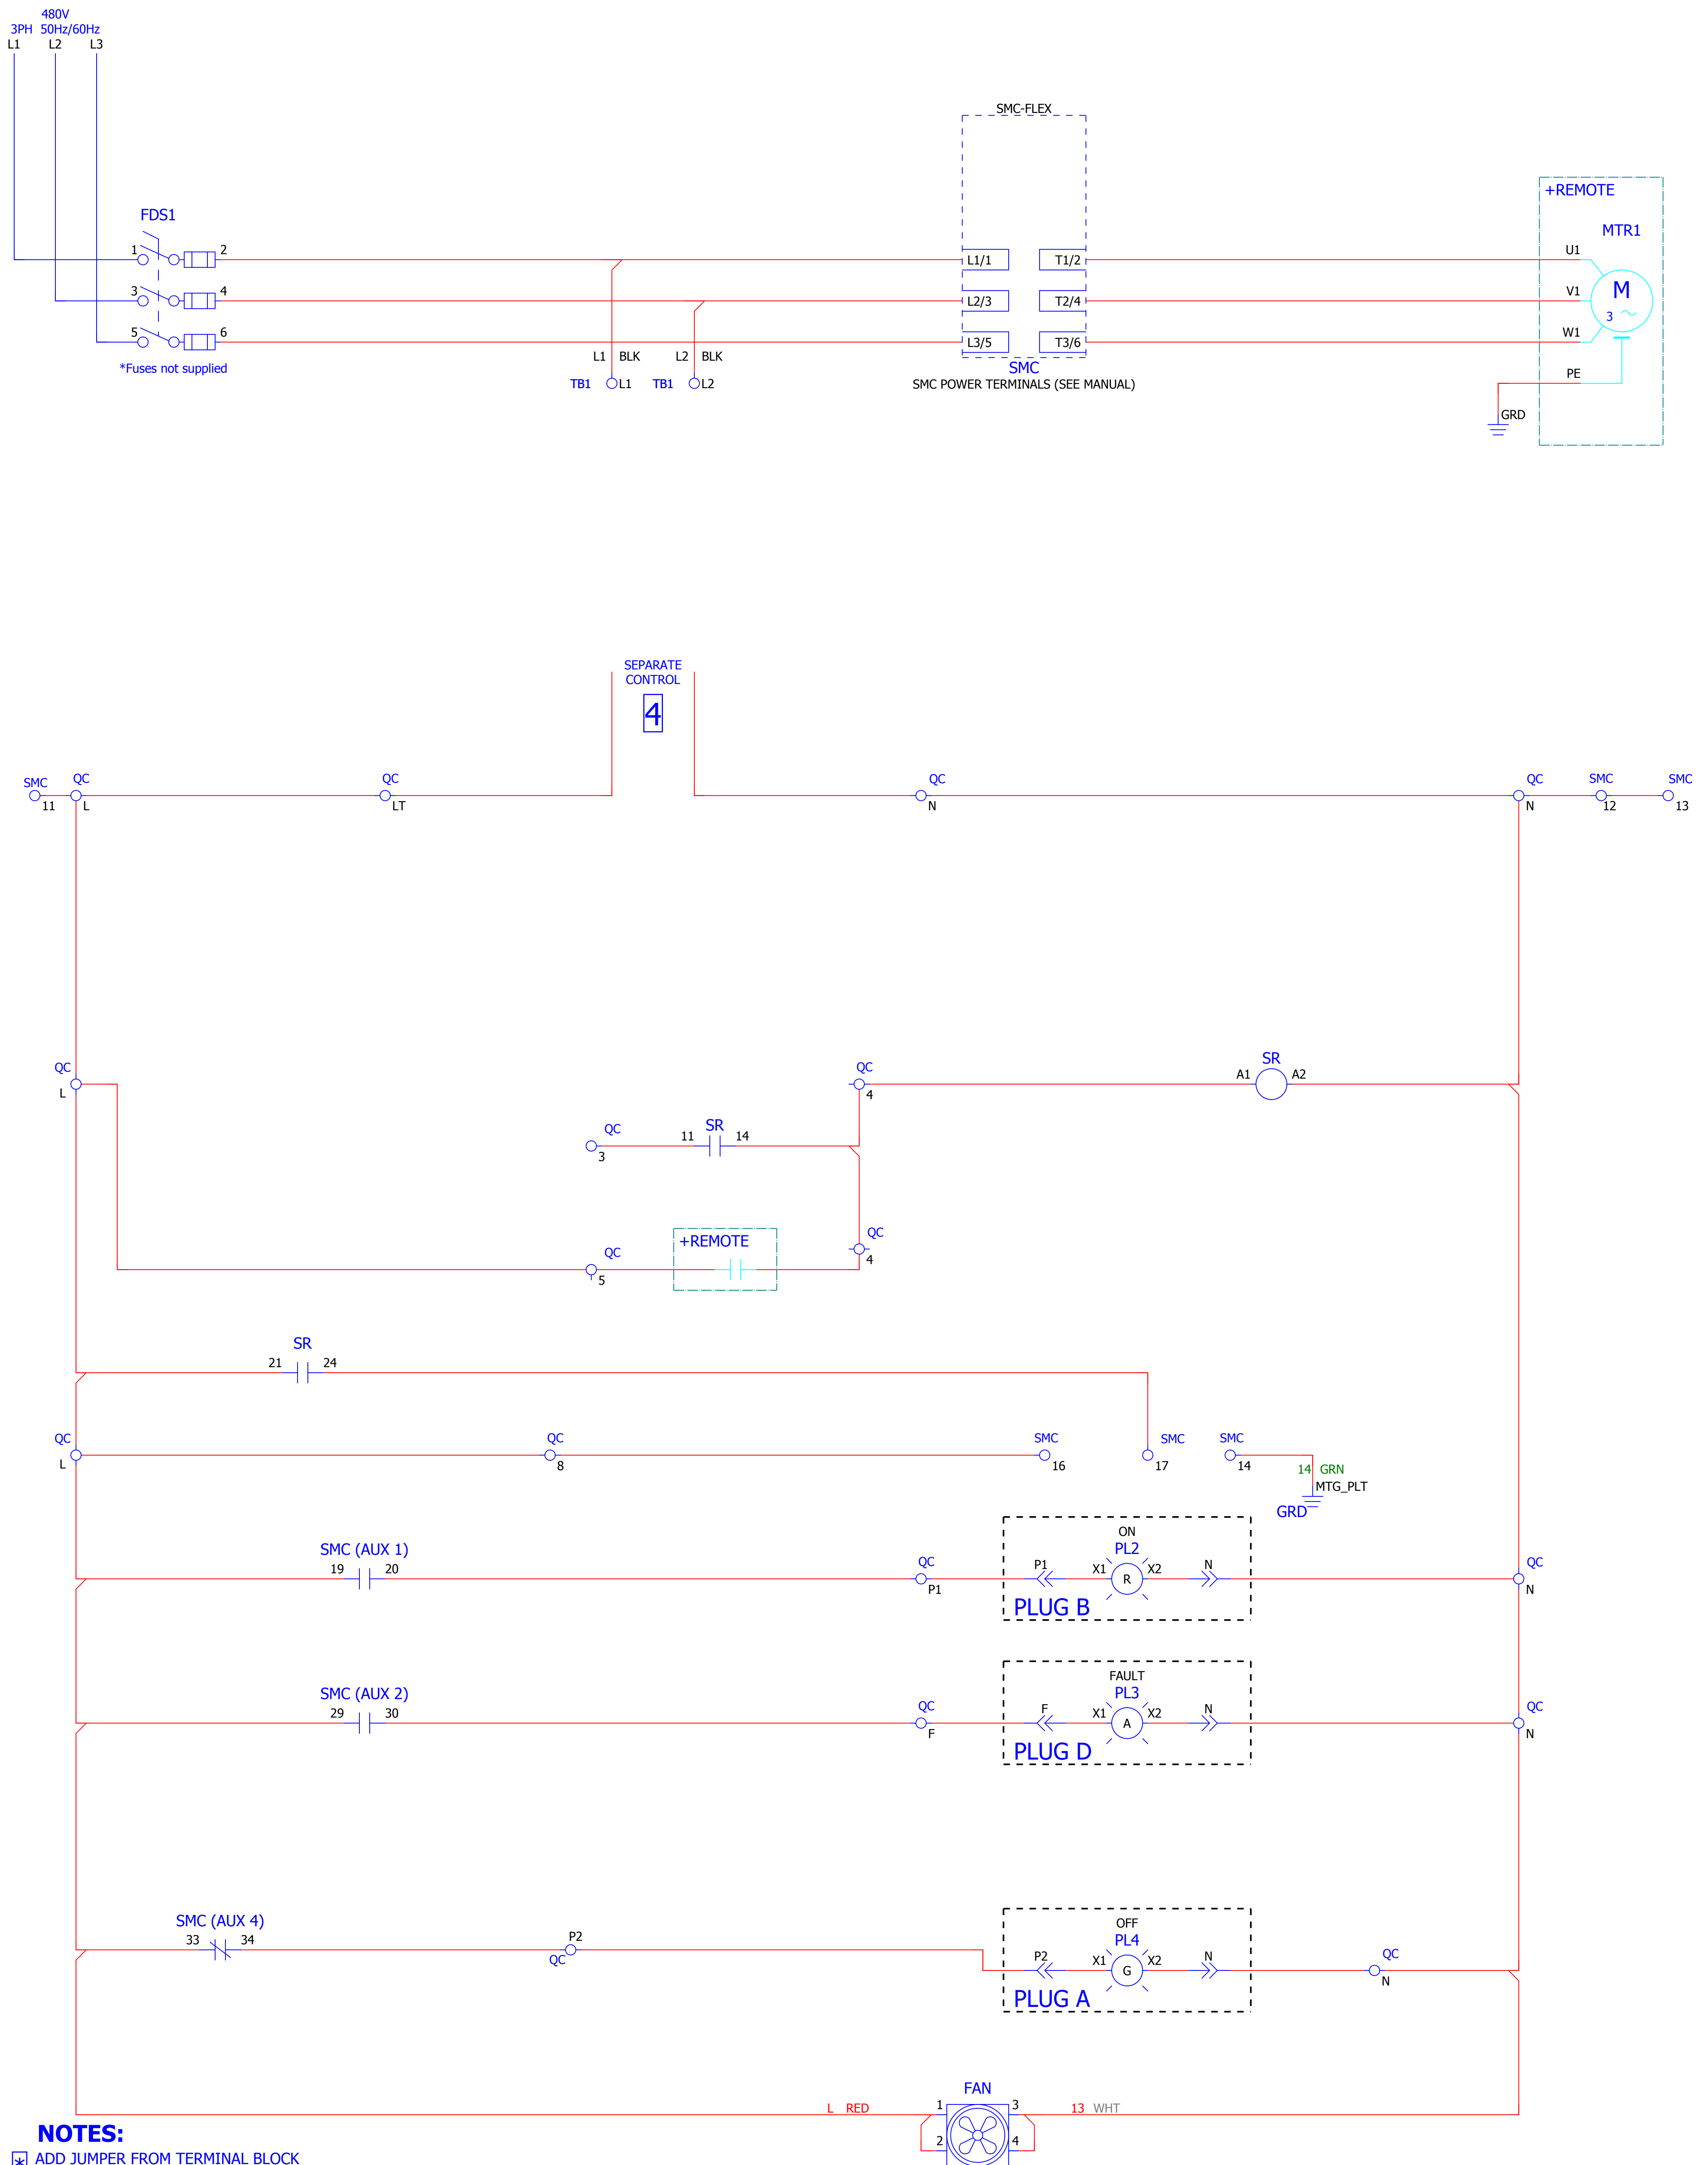 480V
3PH 50Hz/60Hz
L1 L2 L3
SMC-FLEX
+REMOTE
FDS1
MTR1
1 2 L1/1 T1/2 U1
3 4 L2/3 T2/4 V1 M
3
5 6 L3/5 T3/6 W1
L1 BLK L2 BLK
*Fuses not supplied
SMC
PE
TB1 L1 TB1 L2
SMC POWER TERMINALS (SEE MANUAL)
GRD
SEPARATE
CONTROL
4
SMC QC QC QC QC SMC SMC
11 L LT N N 12 13
QC QC SR
A1 A2
L 4
QC SR
11 14
3
QC
+REMOTE
QC
4
5
SR
21 24
QC QC SMC SMC SMC
L 8 16 17 14
14 GRN
MTG_PLT
GRD
ON
SMC (AUX 1) PL2
19 20 QC P1 X1 X2 N QC
R
P1 N
PLUG B
FAULT
SMC (AUX 2) PL3
29 30 QC F X1 X2 N QC
A
F N
PLUG D
SMC (AUX 4) OFF
33 34 P2 PL4
QC P2 X1 X2 N QC
G
N
PLUG A
FAN
L RED 1 3 13 WHT
2 4
NOTES:
* ADD JUMPER FROM TERMINAL BLOCK